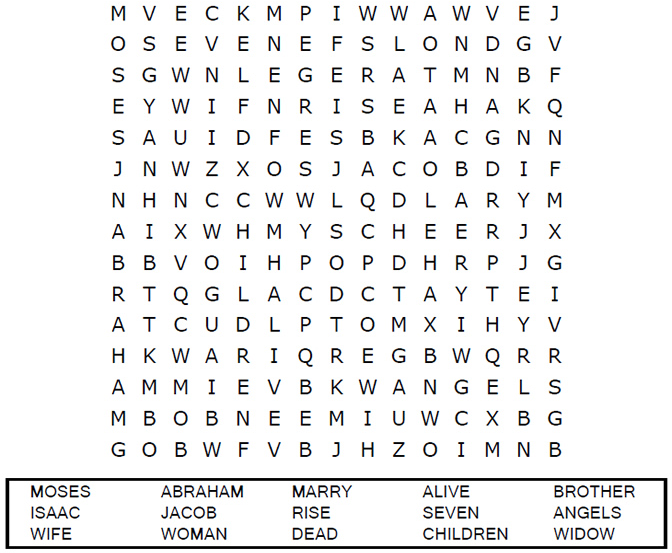 M V E C K M P I W W A W V E J
O S E V E N E F S L O N D G V
S G W N L E G E R A T M N B F
E Y W I F N R I S E A H A K Q
S A U I D F E S B K A C G N N
J N W Z X O S J A C O B D I F
N H N C C W W L Q D L A R Y M
A I X W H M Y S C H E E R J X
B B V O I H P O P D H R P J G
R T Q G L A C D C T A Y T E I
A T C U D L P T O M X I H Y V
H K W A R I Q R E G B W Q R R
A M M I E V B K W A N G E L S
M B O B N E E M I U W C X B G
G O B W F V B J H Z O I M N B
MOSES ABRAHAM MARRY ALIVE BROTHER
ISAAC JACOB RISE SEVEN ANGELS
WIFE WOMAN DEAD CHILDREN WIDOW